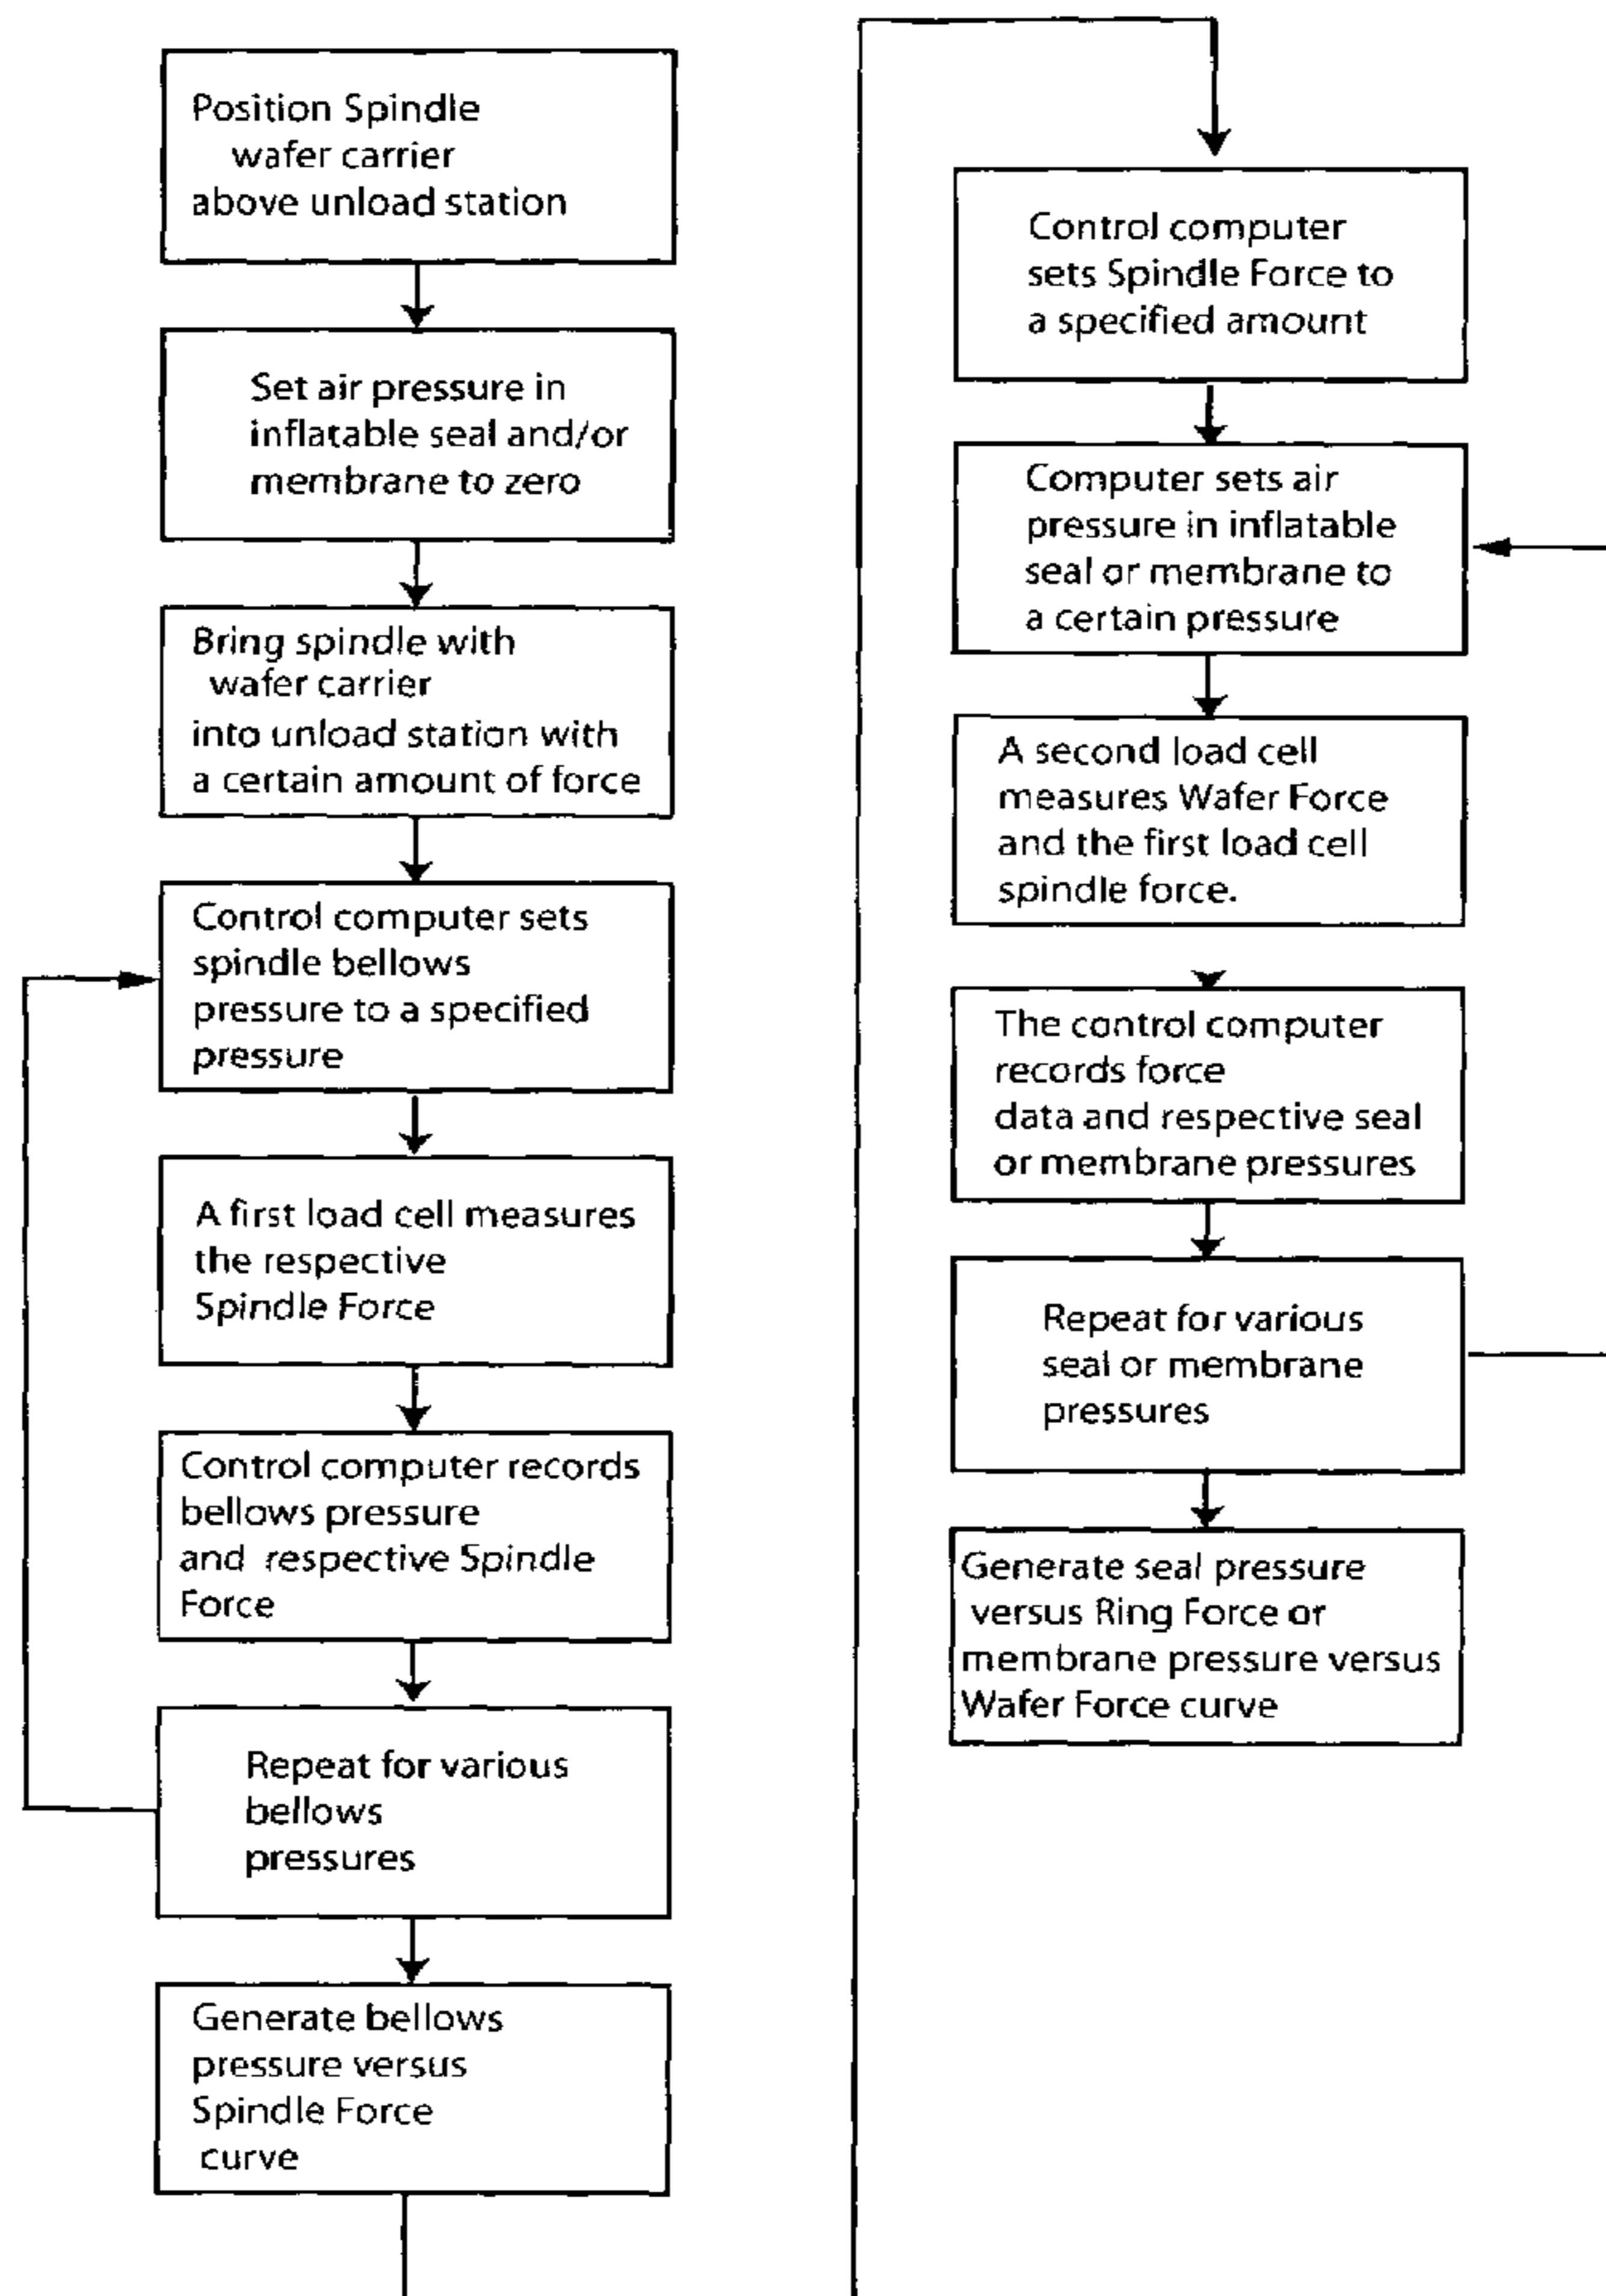 Position Spindle
wafer carrier
above unload station
Set air pressure in
inflatable seal and/or
membrane to zero
Bring spindle with
wafer carrier
into unload station with
a certain amount of force
Control computer sets
spindle bellows
pressure to a specified
pressure
A first load cell measures
the respective
Spindle Force
Control computer records
bellows pressure
and respective Spindle
Force
Repeat for various
bellows
pressures
Generate bellows
pressure versus
Spindle Force
curve
Control computer
sets Spindle Force to
a specified amount
Computer sets air
pressure in inflatable
seal or membrane to
a certain pressure
A second load cell
measures Wafer Force
and the first load cell
spindle force.
The control computer
records force
data and respective seal
or membrane pressures
Repeat for various
seal or membrane
pressures
Generate seal pressure
versus Ring Force or
membrane pressure versus
Wafer Force curve